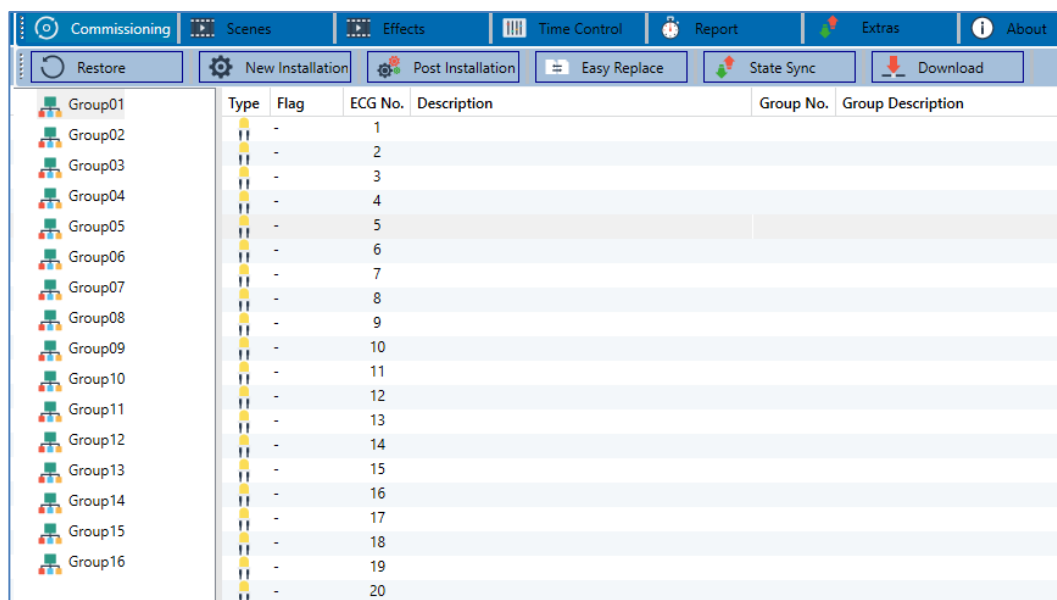 Commissioning Scenes Effects Time Control Report Extras About
Restore New Installation Post Installation Easy Replace State Sync Download
Group01
Group02
Group03
Group04
Group05
Group06
Group07
Group08
Group09
Group10
Group11
Group12
Group13
Group14
Group15
Group16
Type Flag ECG No. Description Group No. Group Description
- 1
- 2
- 3
- 4
- 5
- 6
- 7
- 8
- 9
- 10
- 11
- 12
- 13
- 14
- 15
- 16
- 17
- 18
- 19
- 20